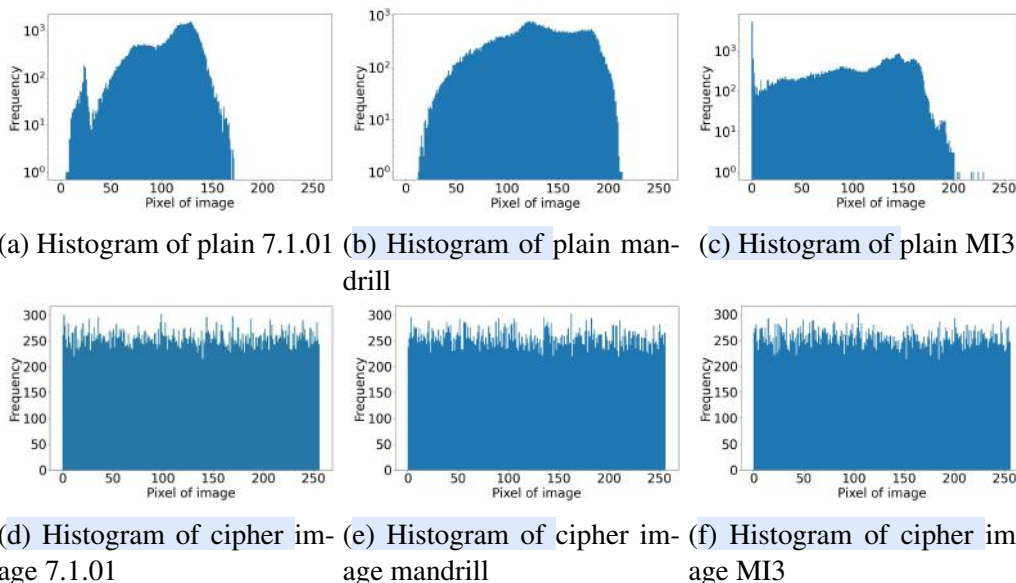 10³
10²
10¹
10⁰
Frequency
0 50 100 150 200 250
Pixel of image
10³
10²
10¹
10⁰
Frequency
0 50 100 150 200 250
Pixel of image
10³
10²
10¹
10⁰
Frequency
0 50 100 150 200 250
Pixel of image
(a) Histogram of plain 7.1.01
(b) Histogram of plain man-
drill
(c) Histogram of plain MI3
300
250
200
150
100
50
0
Frequency
0 50 100 150 200 250
Pixel of image
300
250
200
150
100
50
0
Frequency
0 50 100 150 200 250
Pixel of image
300
250
200
150
100
50
0
Frequency
0 50 100 150 200 250
Pixel of image
(d) Histogram of cipher im-
age 7.1.01
(e) Histogram of cipher im-
age mandrill
(f) Histogram of cipher im
age MI3